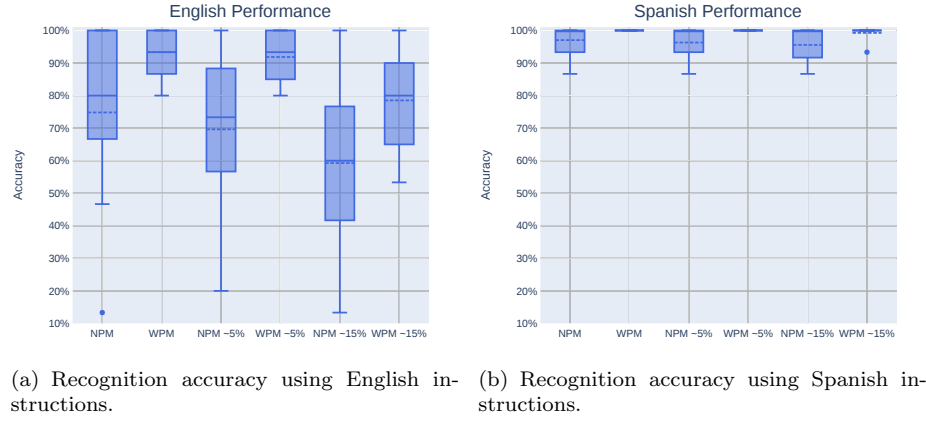 English Performance
100%
90%
80%
70%
60%
50%
40%
30%
20%
10%
Accuracy
NPM WPM NPM ~5% WPM ~5% NPM ~15% WPM ~15%
(a) Recognition accuracy using English in-
structions.
Spanish Performance
100%
90%
80%
70%
60%
50%
40%
30%
20%
10%
Accuracy
NPM WPM NPM ~5% WPM ~5% NPM ~15% WPM ~15%
(b) Recognition accuracy using Spanish in-
structions.